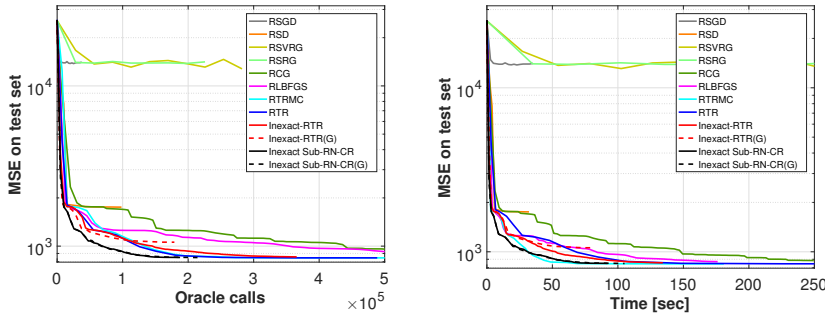 MSE on test set
10^4
10^3
0
1
2
3
4
5
Oracle calls
×10^5
RSGD
RSD
RSVRG
RSRG
RCG
RLBFGS
RTRMC
RTR
Inexact-RTR
Inexact-RTR(G)
Inexact Sub-RN-CR
Inexact Sub-RN-CR(G)
MSE on test set
10^4
10^3
0
50
100
150
200
250
Time [sec]
RSGD
RSD
RSVRG
RSRG
RCG
RLBFGS
RTRMC
RTR
Inexact-RTR
Inexact-RTR(G)
Inexact Sub-RN-CR
Inexact Sub-RN-CR(G)